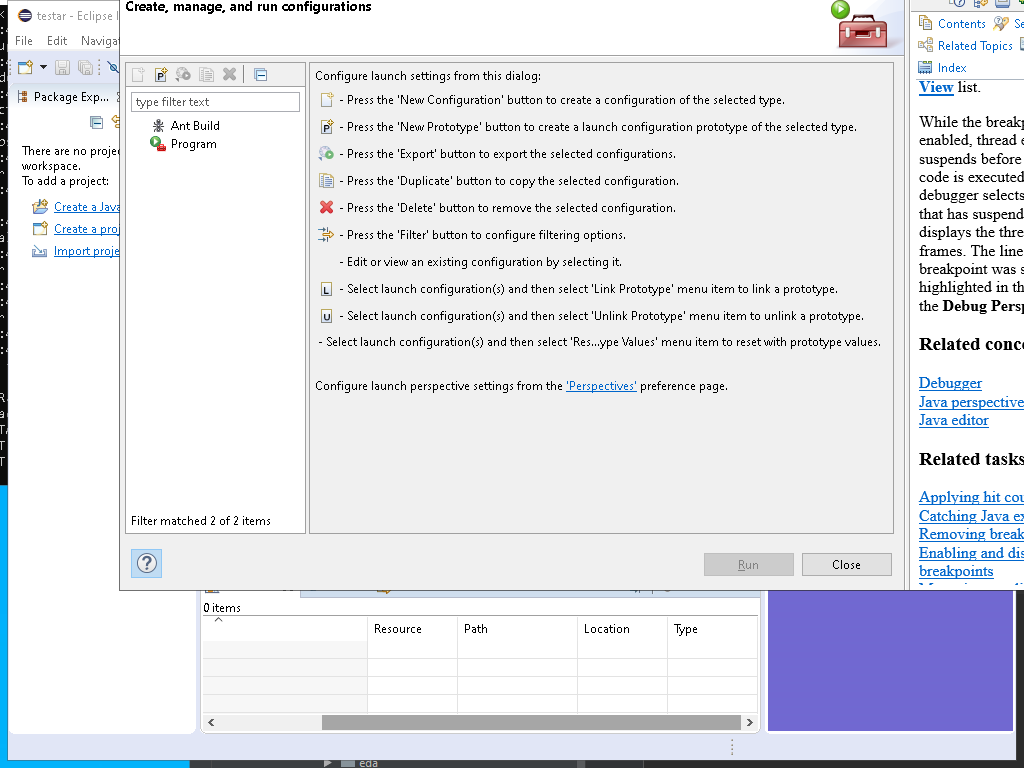 testar - Eclipse
File Edit Naviga
Package Exp...
There are no proje
workspace.
To add a project:
Create a Java
Create a proj
Import proje
Create, manage, and run configurations
type filter text
Ant Build
Program
Filter matched 2 of 2 items
Configure launch settings from this dialog:
- Press the 'New Configuration' button to create a configuration of the selected type.
- Press the 'New Prototype' button to create a launch configuration prototype of the selected type.
- Press the 'Export' button to export the selected configurations.
- Press the 'Duplicate' button to copy the selected configuration.
- Press the 'Delete' button to remove the selected configuration.
- Press the 'Filter' button to configure filtering options.
- Edit or view an existing configuration by selecting it.
- Select launch configuration(s) and then select 'Link Prototype' menu item to link a prototype.
- Select launch configuration(s) and then select 'Unlink Prototype' menu item to unlink a prototype.
- Select launch configuration(s) and then select 'Res...ype Values' menu item to reset with prototype values.
Configure launch perspective settings from the 'Perspectives' preference page.
Run Close
Contents Se
Related Topics
Index
View list.
While the breakp
enabled, thread e
suspends before
code is executed
debugger selects
that has suspend
displays the thre
frames. The line
breakpoint was s
highlighted in th
the Debug Persp
Related conce
Debugger
Java perspective
Java editor
Related tasks
Applying hit cou
Catching Java ex
Removing break
Enabling and dis
breakpoints
0 items
Resource Path Location Type
eda